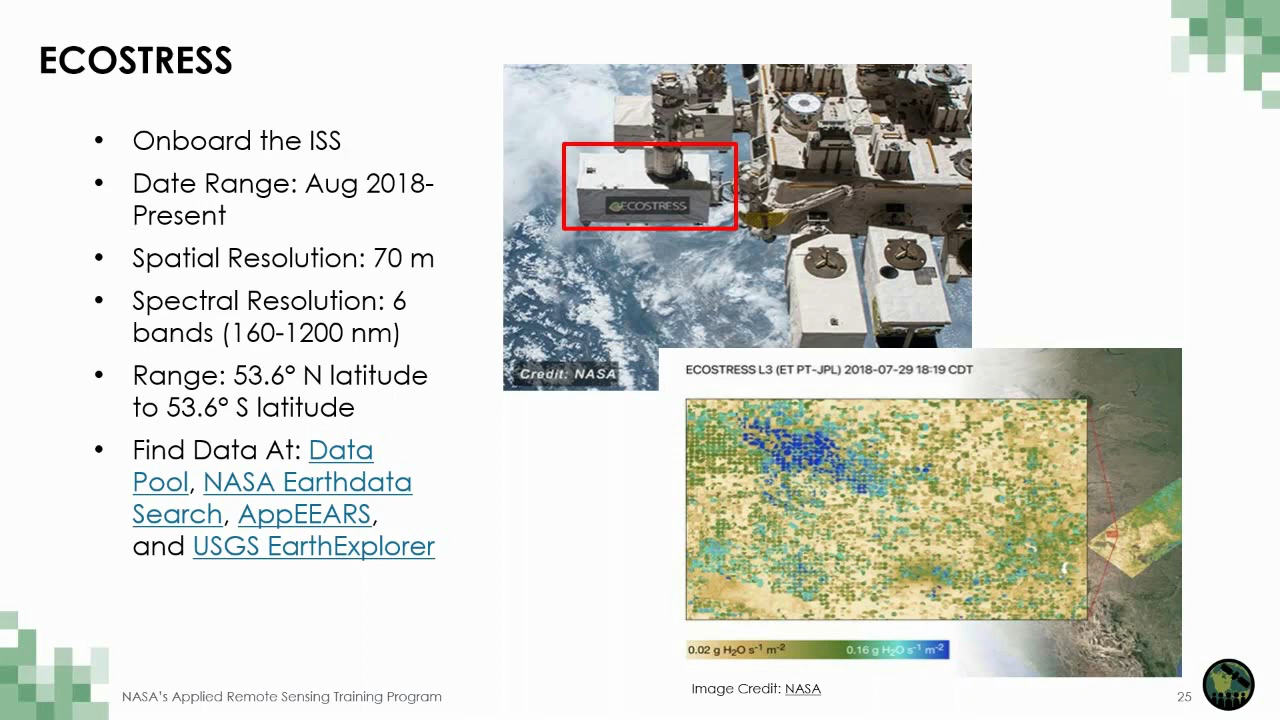 ECOSTRESS
• Onboard the ISS
• Date Range: Aug 2018-
Present
• Spatial Resolution: 70 m
• Spectral Resolution: 6
bands (160-1200 nm)
• Range: 53.6° N latitude
to 53.6° S latitude
• Find Data At: Data
Pool, NASA Earthdata
Search, AppEEARS,
and USGS EarthExplorer
ECOSTRESS
Credit: NASA
ECOSTRESS L3 (ET PT-JPL) 2018-07-29 18:19 CDT
0.02 g H₂O s⁻¹ m⁻² 0.16 g H₂O s⁻¹ m⁻²
Image Credit: NASA
NASA's Applied Remote Sensing Training Program
25